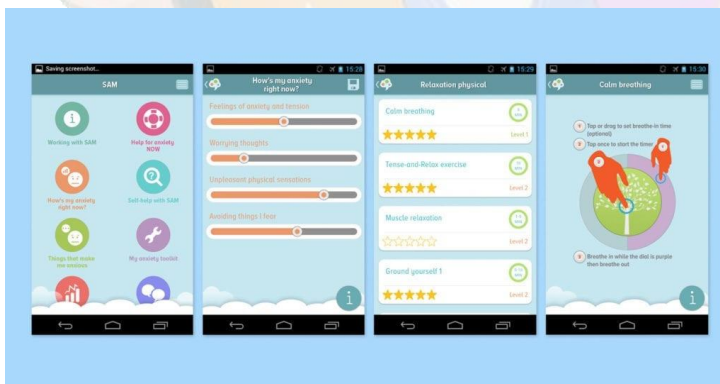 Saving screenshot...
SAM
Working with SAM
Help for anxiety
NOW
How's my anxiety
right now?
Self-help with SAM
Things that make
me anxious
My anxiety toolkit
15:28
How's my anxiety
right now?
Feelings of anxiety and tension
Worrying thoughts
Unpleasant physical sensations
Avoiding things I fear
i
15:29
Relaxation physical
Calm breathing
Level 1
Tense-and-Relax exercise
Level 2
Muscle relaxation
Level 2
Ground yourself 1
Level 2
15:30
Calm breathing
1 Tap or drag to set breathe in time
(optional)
2 Tap once to start the timer
3 Breathe in while the dial is purple
then breathe out
i